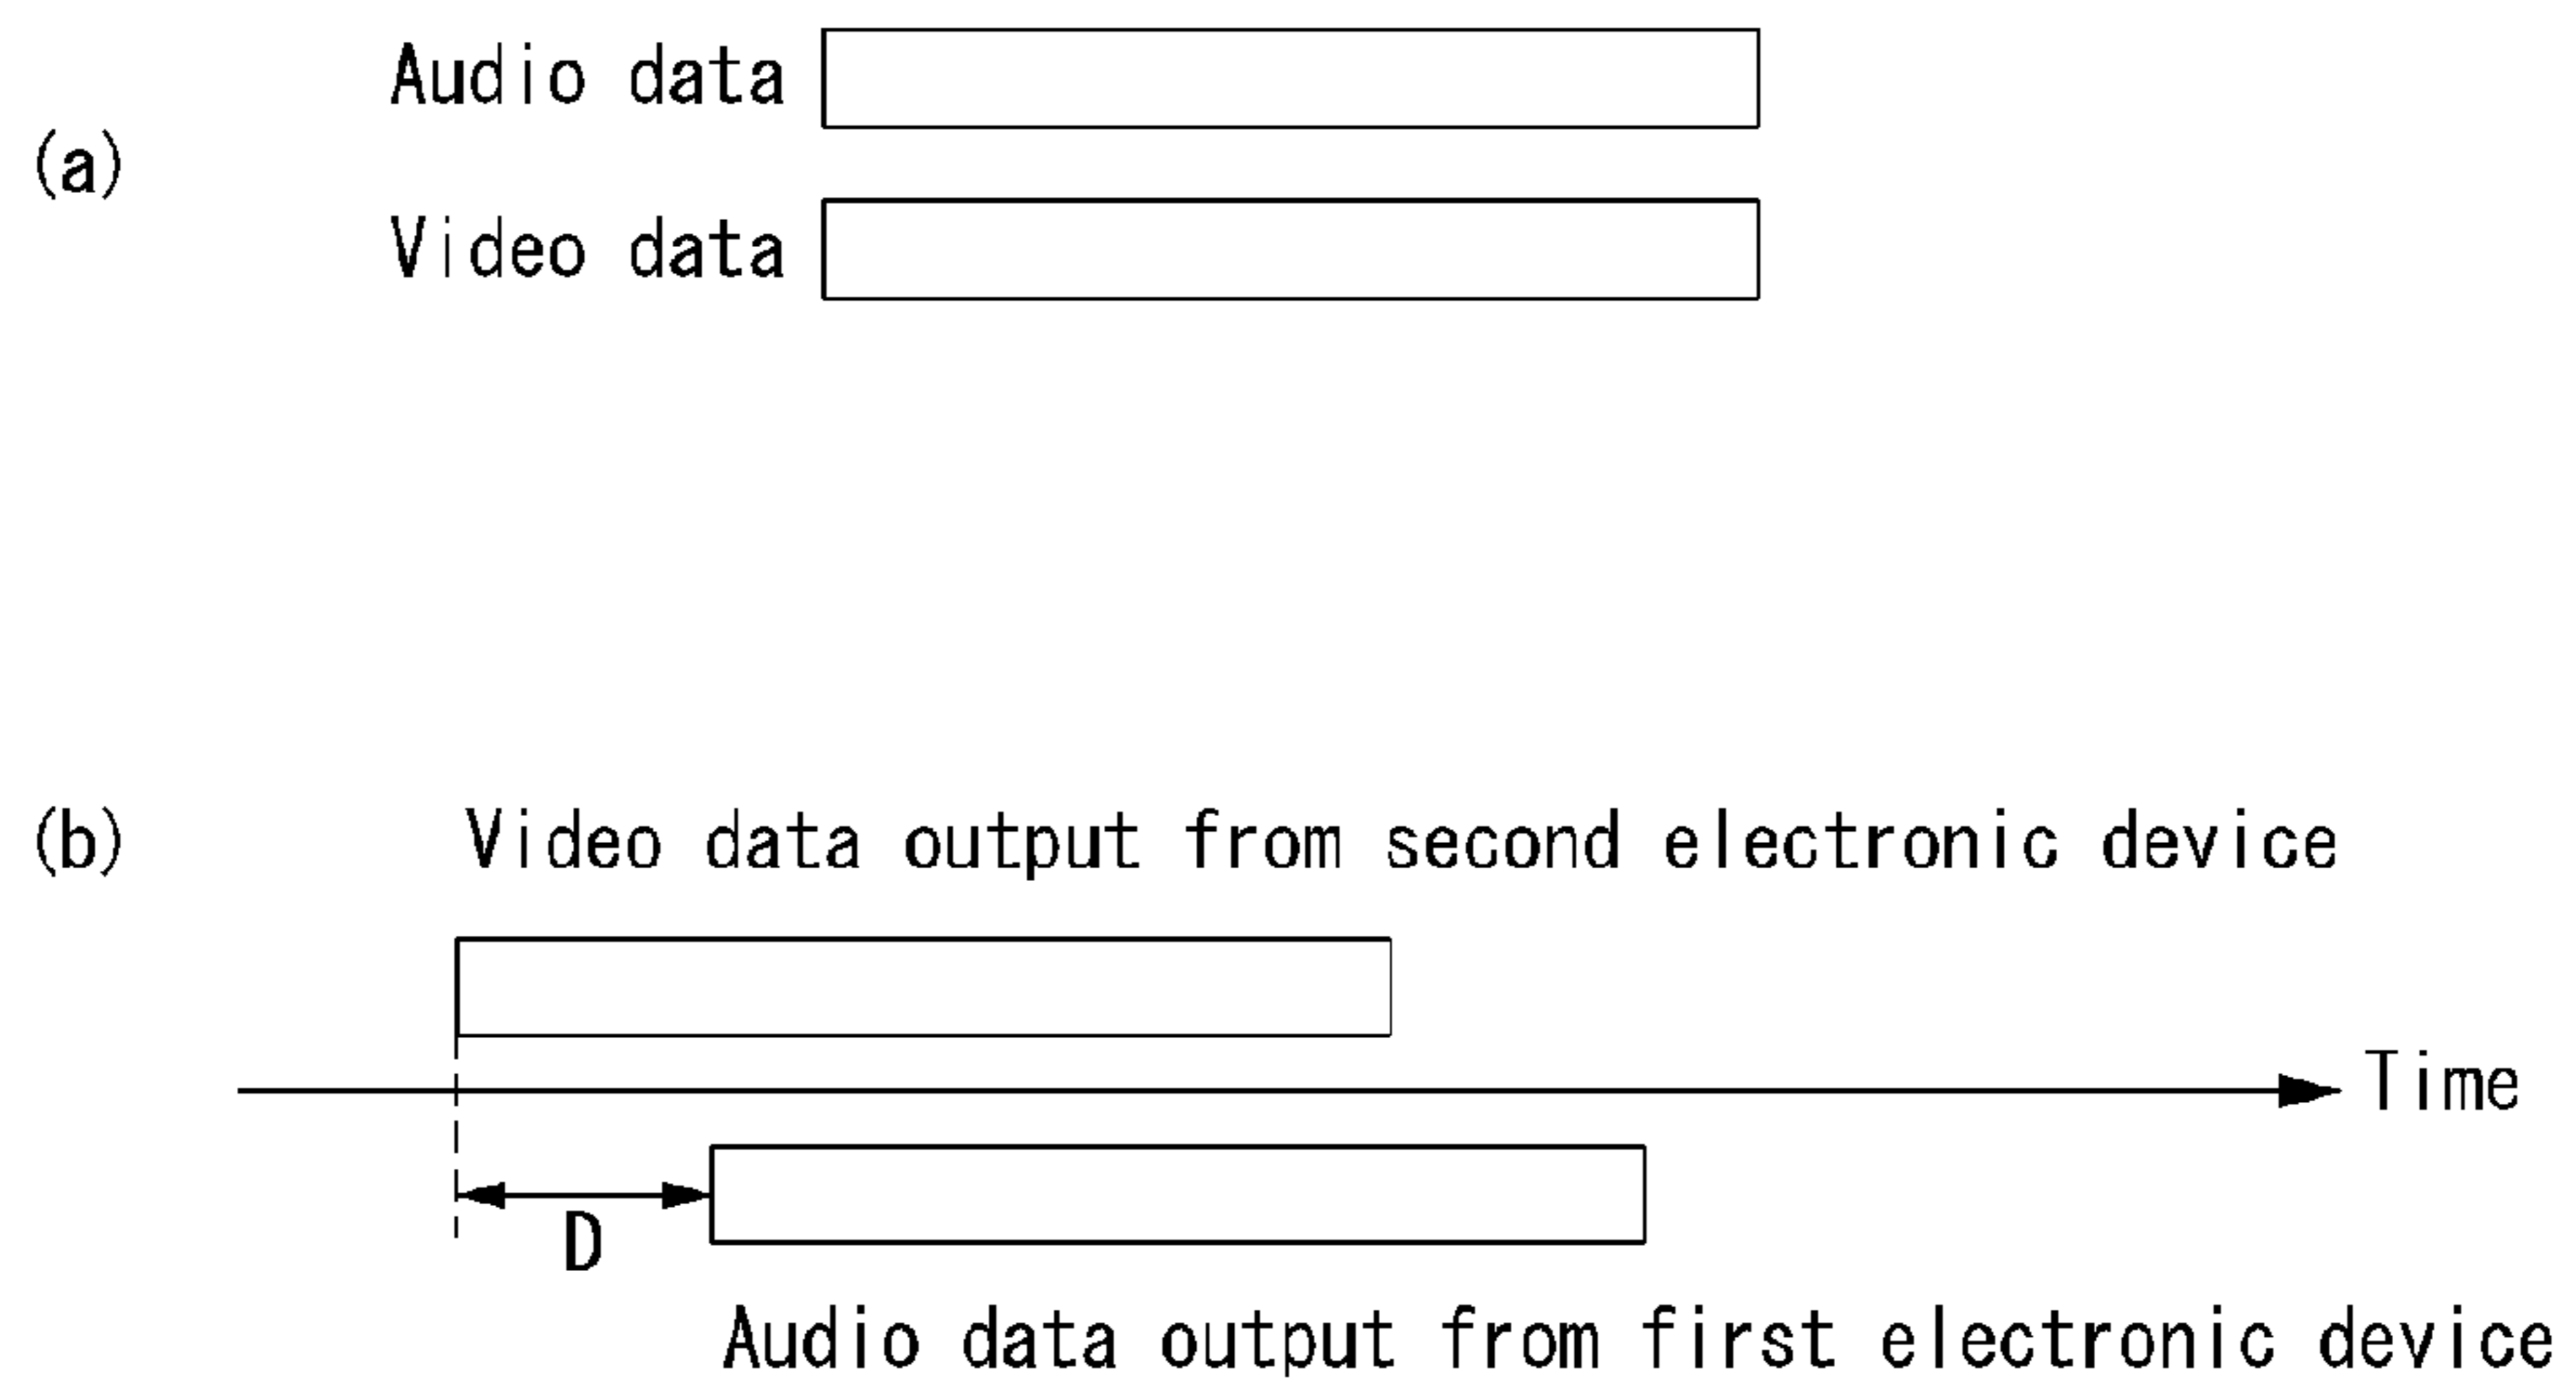 Audio data
(a)
Video data
(b)
Video data output from second electronic device
Time
D
Audio data output from first electronic device